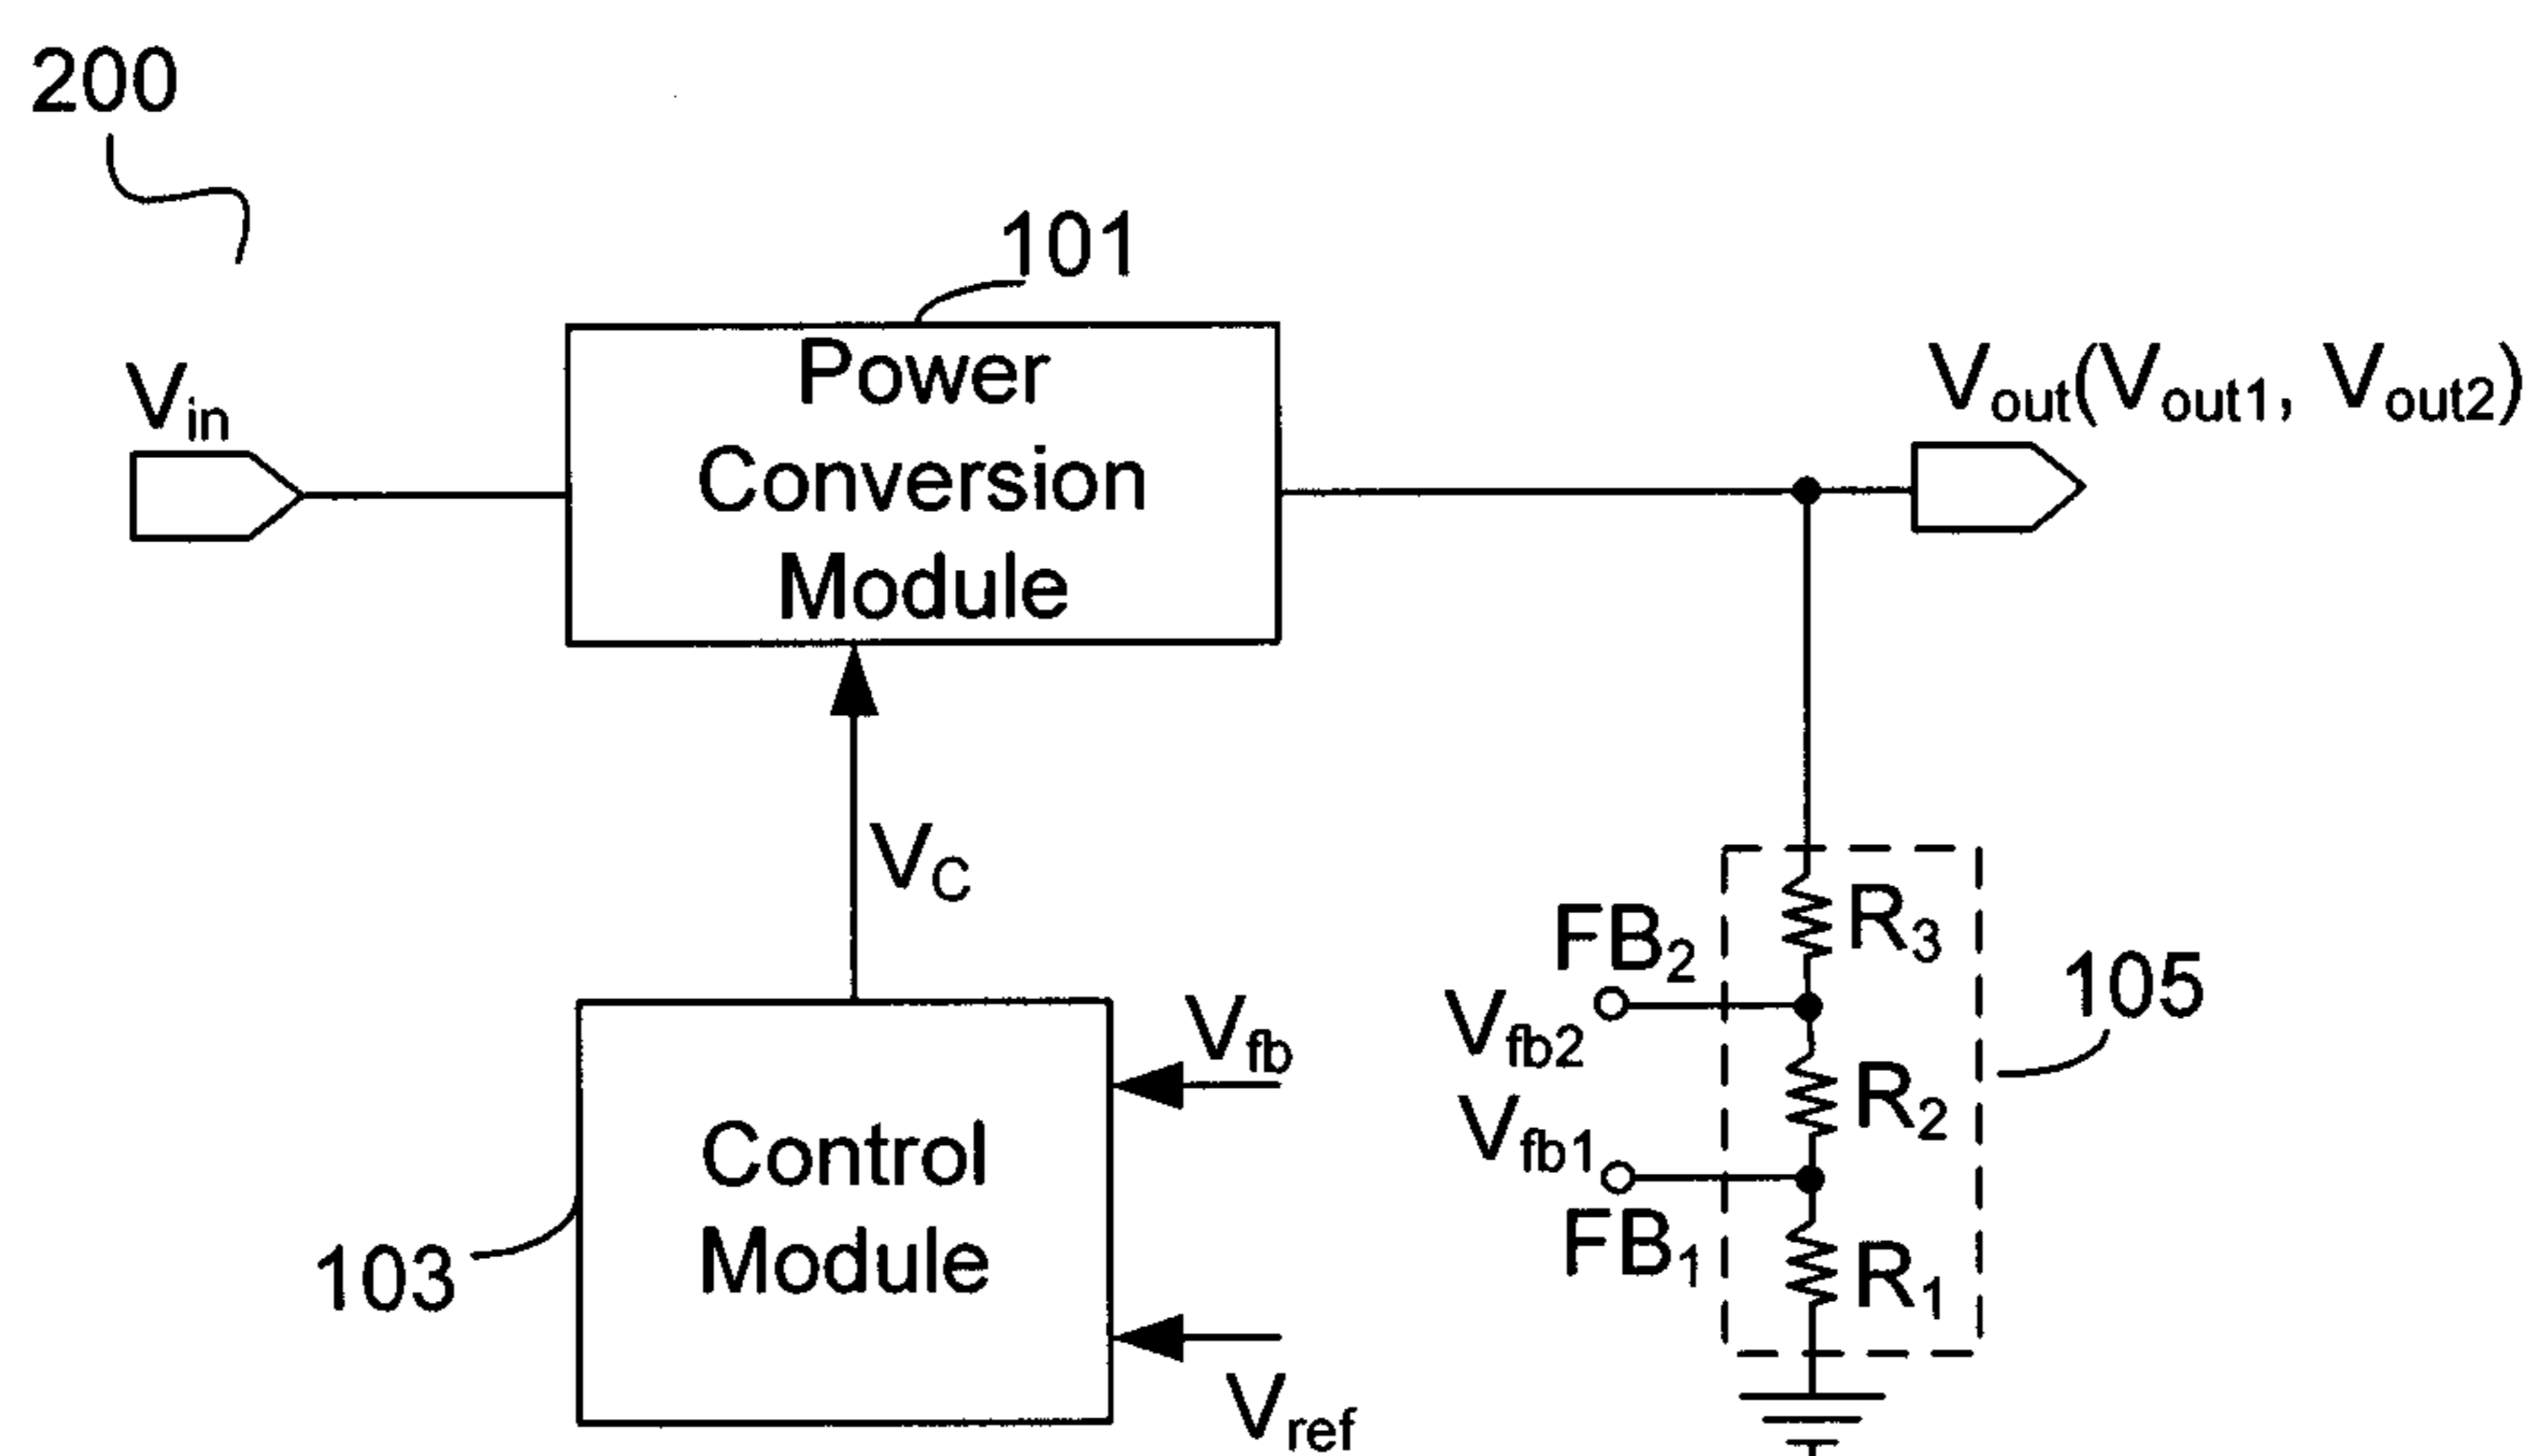 200
101
Power
Conversion
Module
Vin
Vout(Vout1, Vout2)
VC
R3
FB2
105
Vfb2
Vfb
R2
Vfb1
Control
Module
FB1
R1
103
Vref